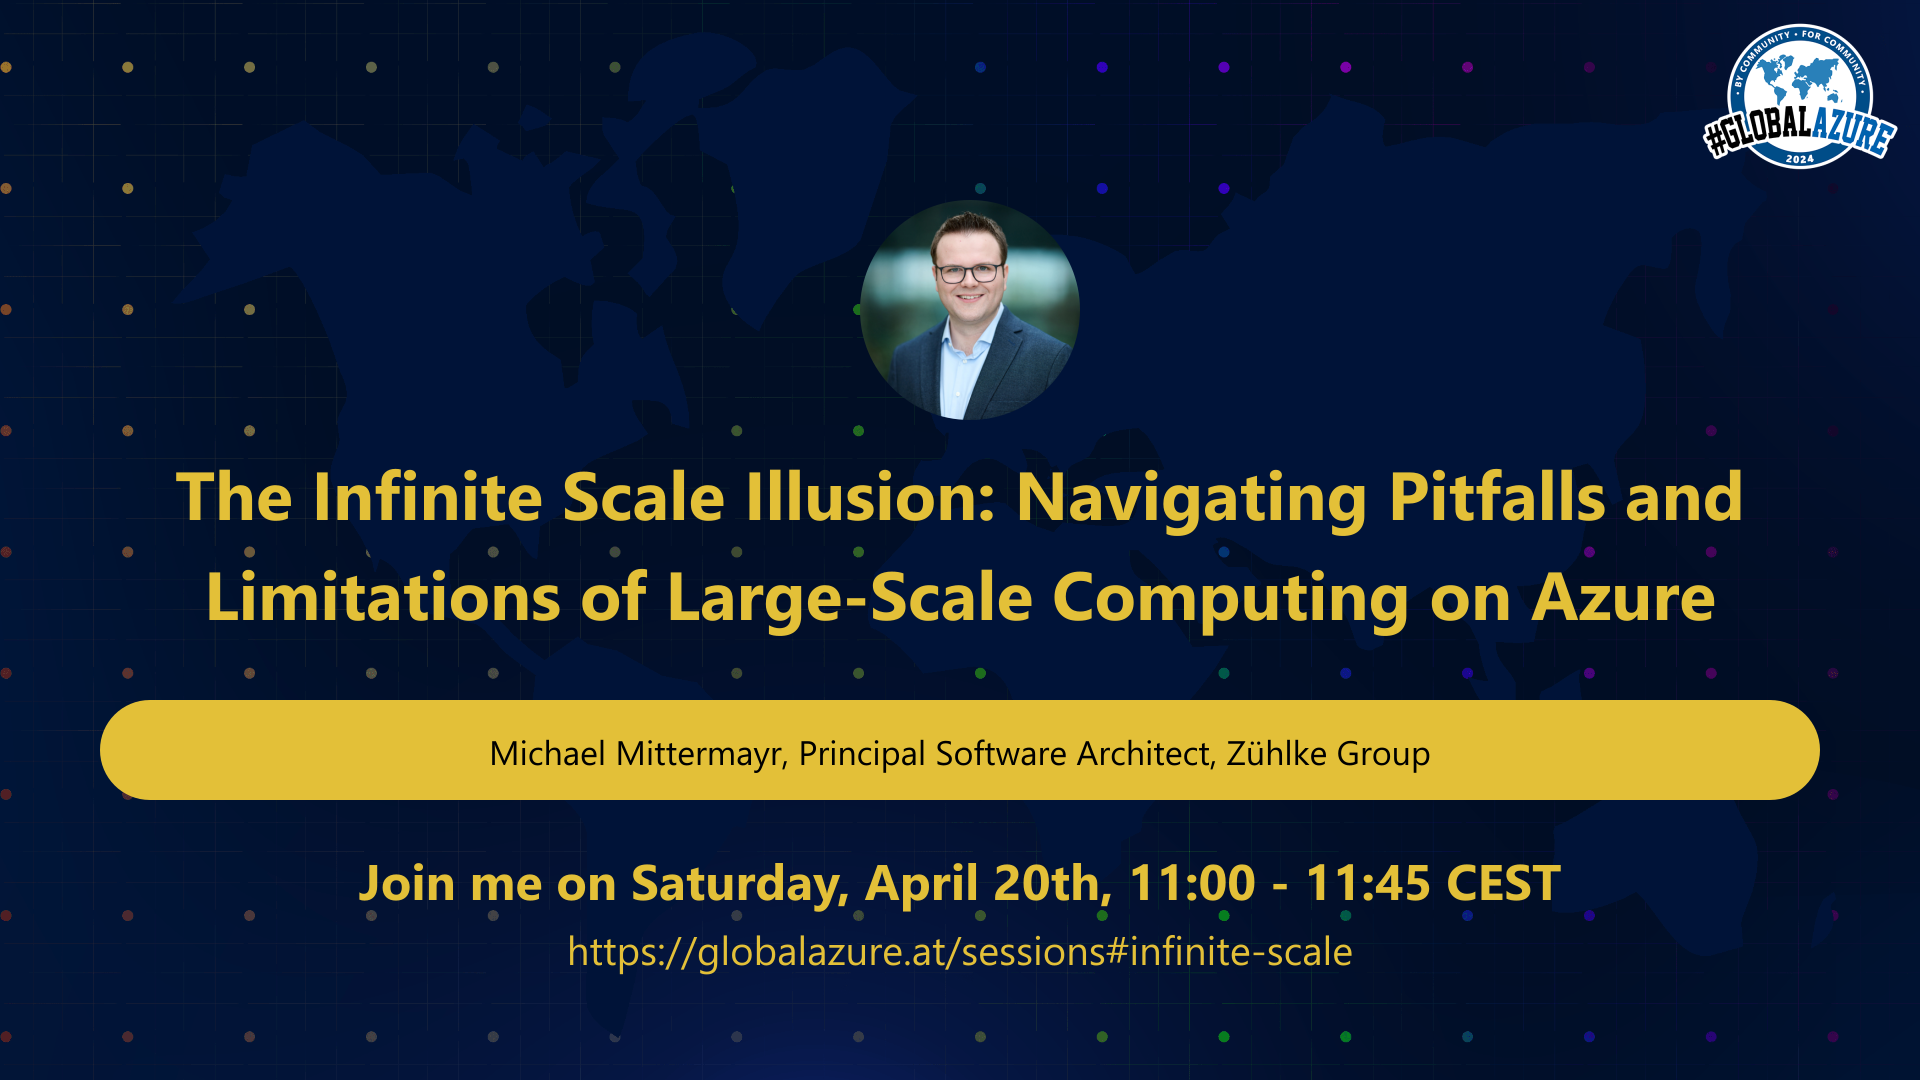 • BY COMMUNITY • FOR COMMUNITY •
#GLOBALAZURE
2024
The Infinite Scale Illusion: Navigating Pitfalls and
Limitations of Large-Scale Computing on Azure
Michael Mittermayr, Principal Software Architect, Zühlke Group
Join me on Saturday, April 20th, 11:00 - 11:45 CEST
https://globalazure.at/sessions#infinite-scale